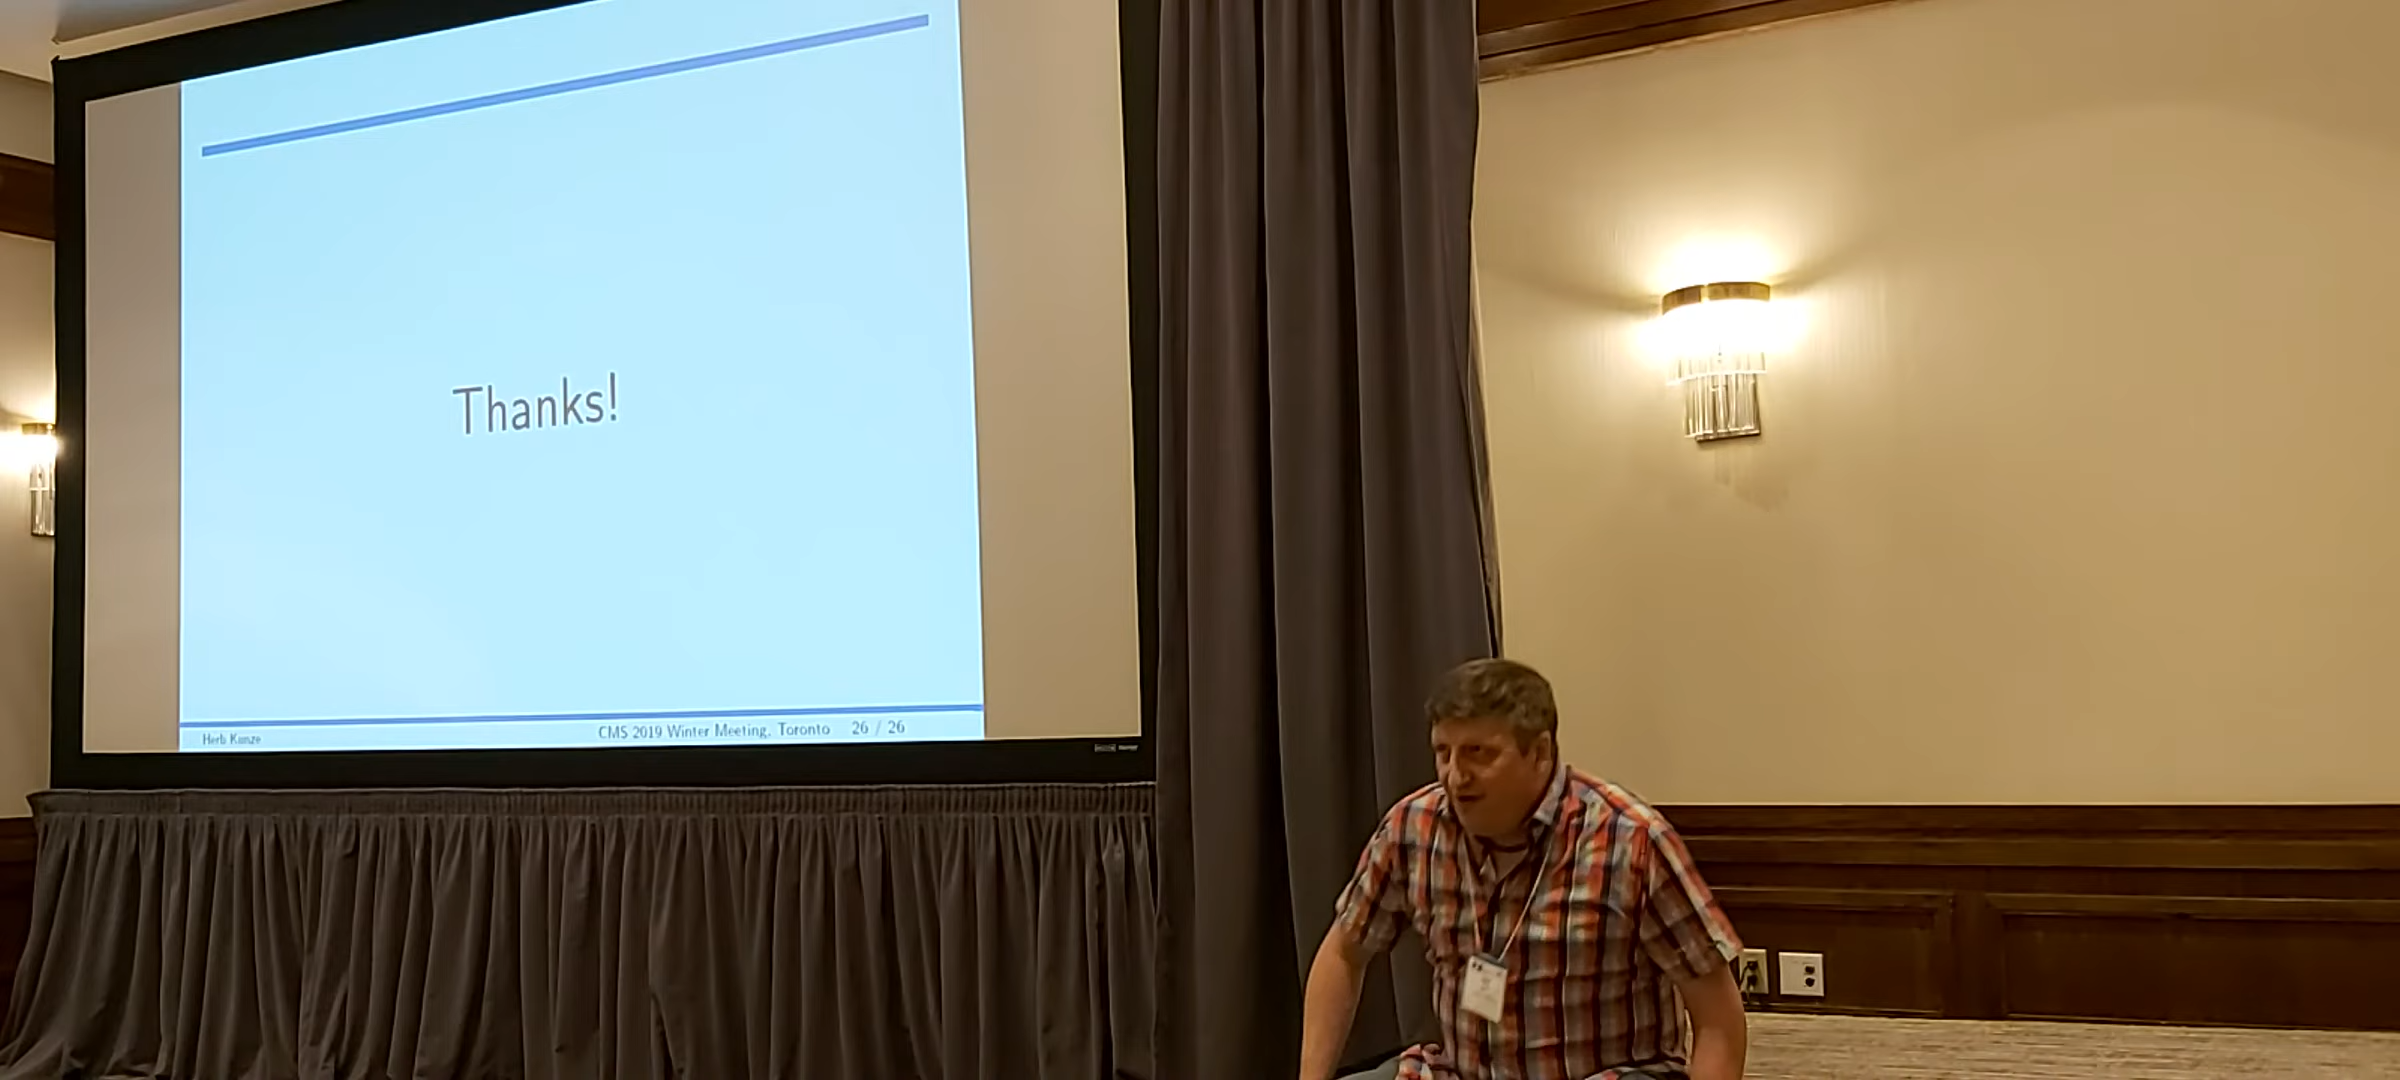 Thanks!
Herb Kunze
CMS 2019 Winter Meeting, Toronto 26 / 26